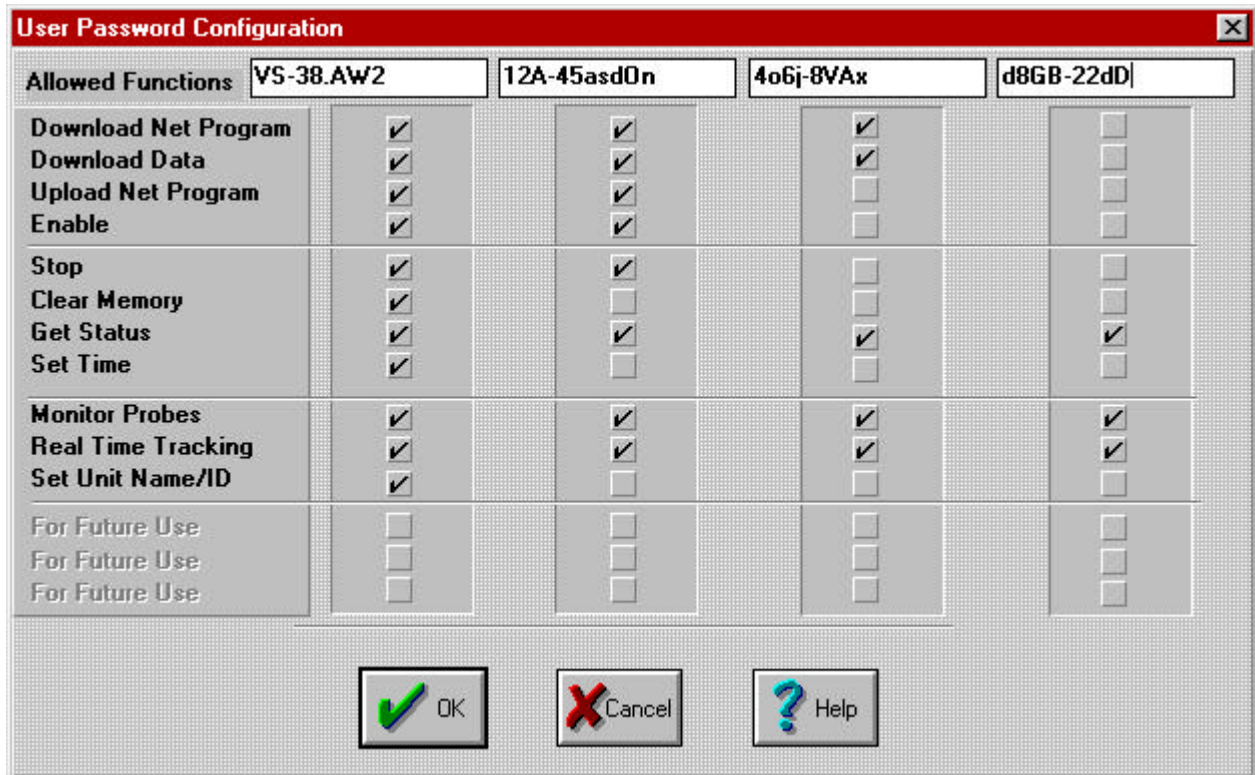 User Password Configuration
Allowed Functions VS-38.AW2 12A-45asdOn 4o6j-8VAx d8GB-22dD
Download Net Program
Download Data
Upload Net Program
Enable
Stop
Clear Memory
Get Status
Set Time
Monitor Probes
Real Time Tracking
Set Unit Name/ID
For Future Use
For Future Use
For Future Use
OK Cancel Help